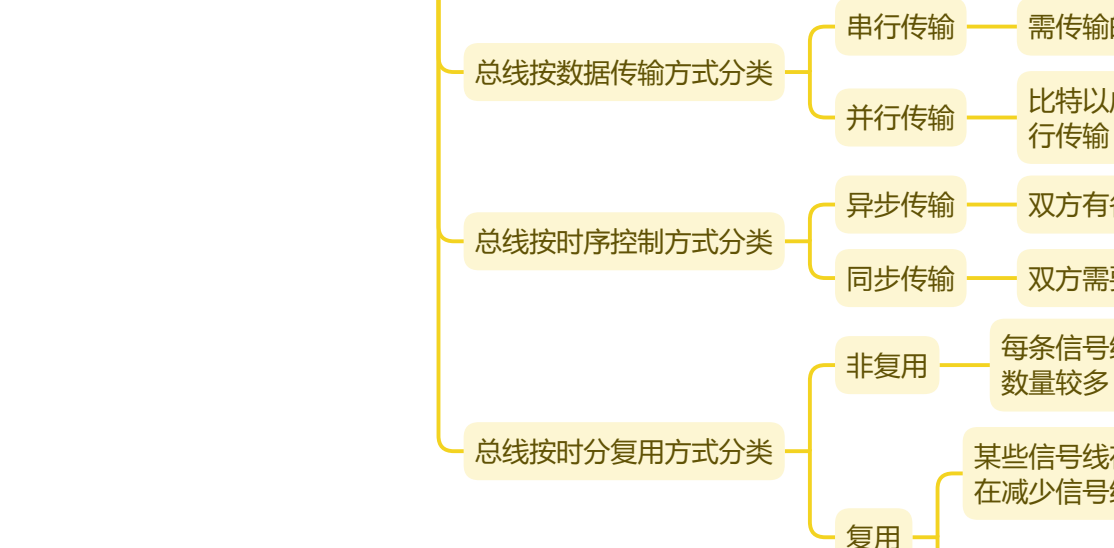 总线按数据传输方式分类
串行传输
需传输
并行传输
比特以
行传输
总线按时序控制方式分类
异步传输
双方有
同步传输
双方需
总线按时分复用方式分类
非复用
每条信号
数量较多
复用
某些信号线
在减少信号